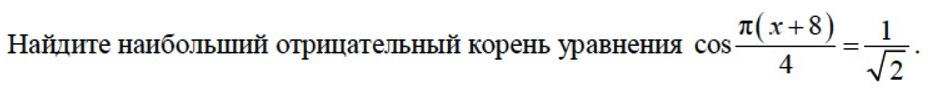 Найдите наибольший отрицательный корень уравнения cos π(x+8)/4 = 1/√2.